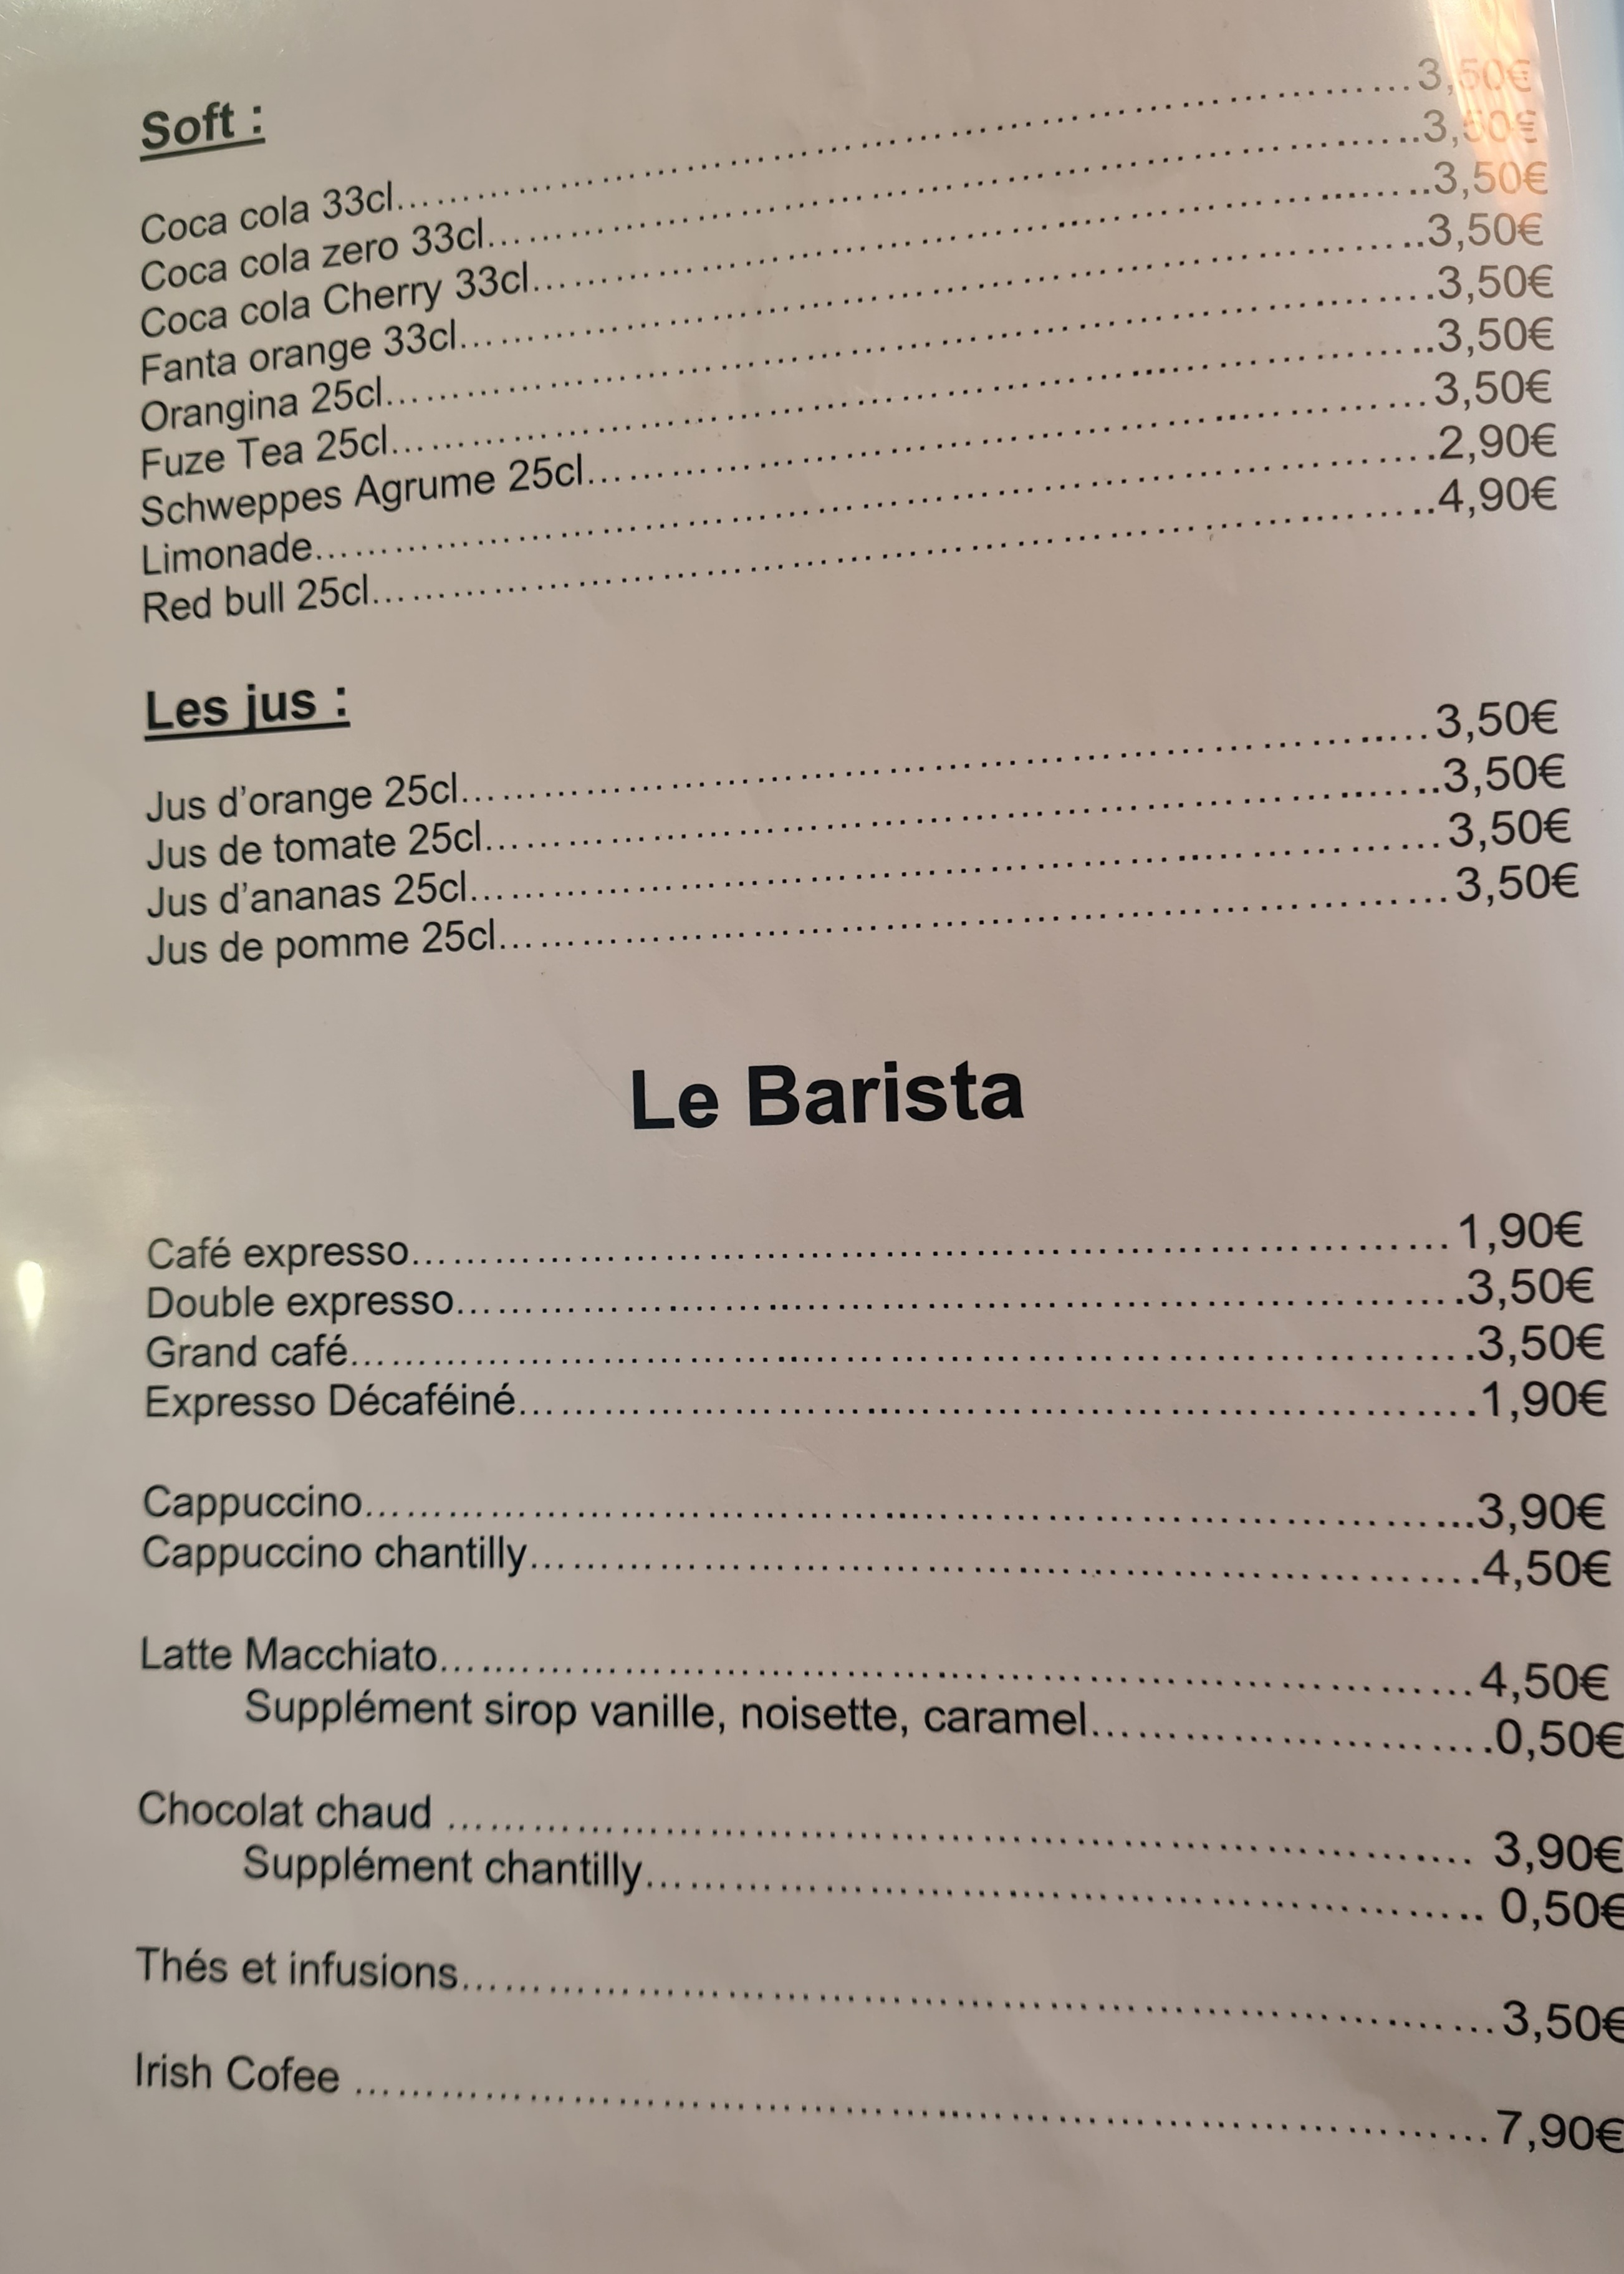 Soft :
Coca cola 33cl........3,50€
Coca cola zero 33cl........3,50€
Coca cola Cherry 33cl........3,50€
Fanta orange 33cl........3,50€
Orangina 25cl........3,50€
Fuze Tea 25cl........3,50€
Schweppes Agrume 25cl........3,50€
Limonade........2,90€
Red bull 25cl........4,90€
Les jus :
Jus d'orange 25cl........3,50€
Jus de tomate 25cl........3,50€
Jus d'ananas 25cl........3,50€
Jus de pomme 25cl........3,50€
Le Barista
Café expresso........1,90€
Double expresso........3,50€
Grand café........3,50€
Expresso Décaféiné........1,90€
Cappuccino........3,90€
Cappuccino chantilly........4,50€
Latte Macchiato........4,50€
Supplément sirop vanille, noisette, caramel........0,50€
Chocolat chaud ........ 3,90€
Supplément chantilly........ 0,50€
Thés et infusions........3,50€
Irish Cofee ........7,90€